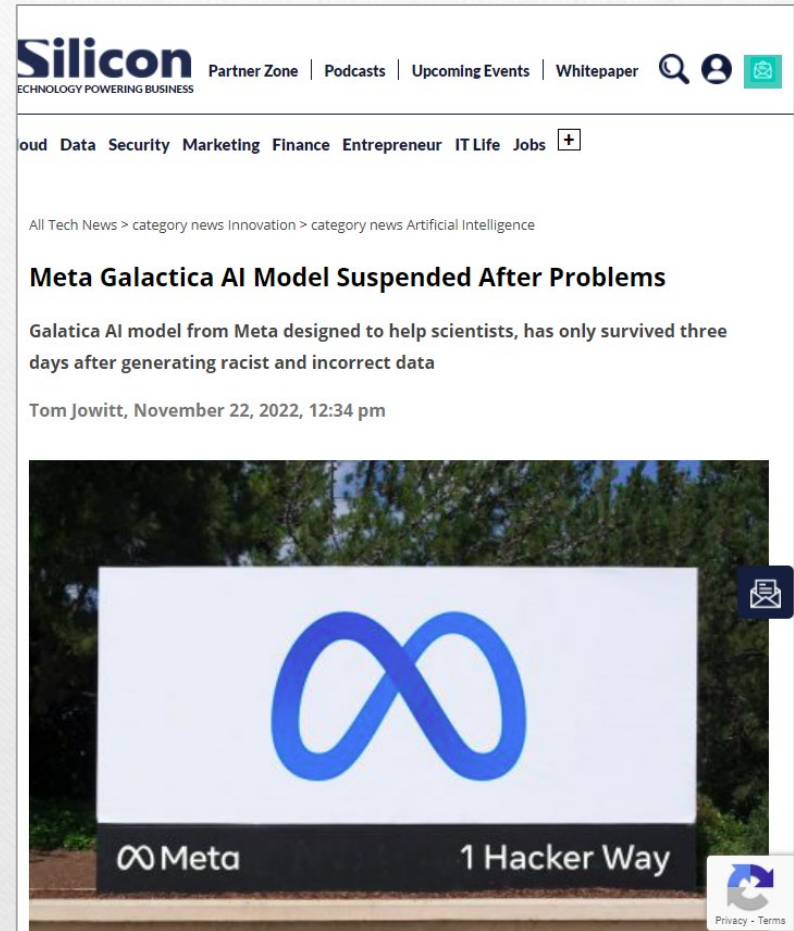 Silicon
ECHNOLOGY POWERING BUSINESS
Partner Zone | Podcasts | Upcoming Events | Whitepaper
loud Data Security Marketing Finance Entrepreneur IT Life Jobs +
All Tech News > category news Innovation > category news Artificial Intelligence
Meta Galactica AI Model Suspended After Problems
Galatica AI model from Meta designed to help scientists, has only survived three
days after generating racist and incorrect data
Tom Jowitt, November 22, 2022, 12:34 pm
Meta 1 Hacker Way
Privacy - Terms